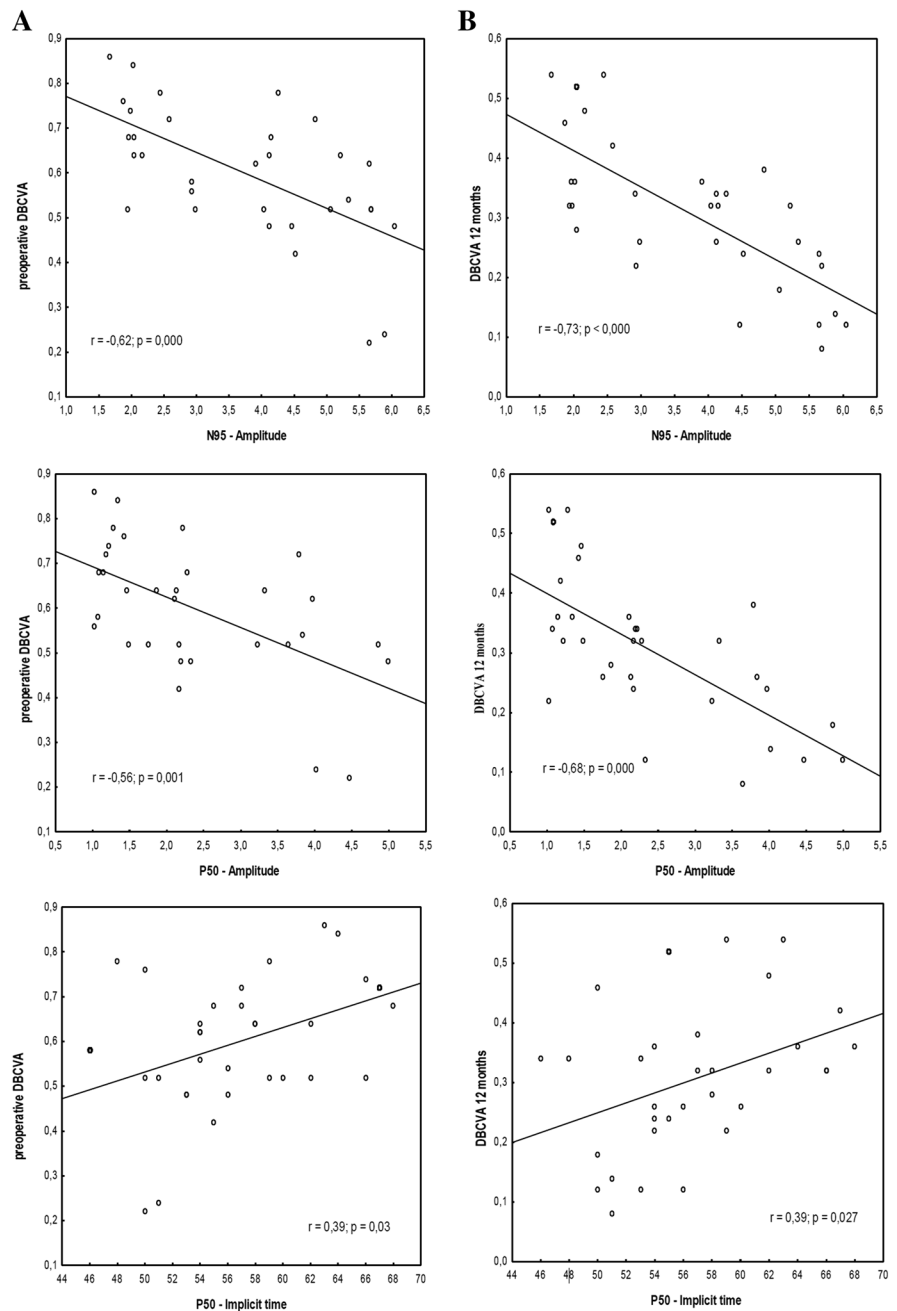 A
B
0,9
0,8
0,7
0,6
0,5
0,4
0,3
0,2
0,1
preoperative DBCVA
r = -0,62; p = 0,000
1,0 1,5 2,0 2,5 3,0 3,5 4,0 4,5 5,0 5,5 6,0 6,5
N95 - Amplitude
0,6
0,5
0,4
0,3
0,2
0,1
0,0
DBCVA 12 months
r = -0,73; p < 0,000
1,0 1,5 2,0 2,5 3,0 3,5 4,0 4,5 5,0 5,5 6,0 6,5
N95 - Amplitude
0,9
0,8
0,7
0,6
0,5
0,4
0,3
0,2
0,1
preoperative DBCVA
r = -0,56; p = 0,001
0,5 1,0 1,5 2,0 2,5 3,0 3,5 4,0 4,5 5,0 5,5
P50 - Amplitude
0,6
0,5
0,4
0,3
0,2
0,1
0,0
DBCVA 12 months
r = -0,68; p = 0,000
0,5 1,0 1,5 2,0 2,5 3,0 3,5 4,0 4,5 5,0 5,5
P50 - Amplitude
0,9
0,8
0,7
0,6
0,5
0,4
0,3
0,2
0,1
preoperative DBCVA
r = 0,39; p = 0,03
44 46 48 50 52 54 56 58 60 62 64 66 68 70
P50 - Implicit time
0,6
0,5
0,4
0,3
0,2
0,1
0,0
DBCVA 12 months
r = 0,39; p = 0,027
44 46 48 50 52 54 56 58 60 62 64 66 68 70
P50 - Implicit time